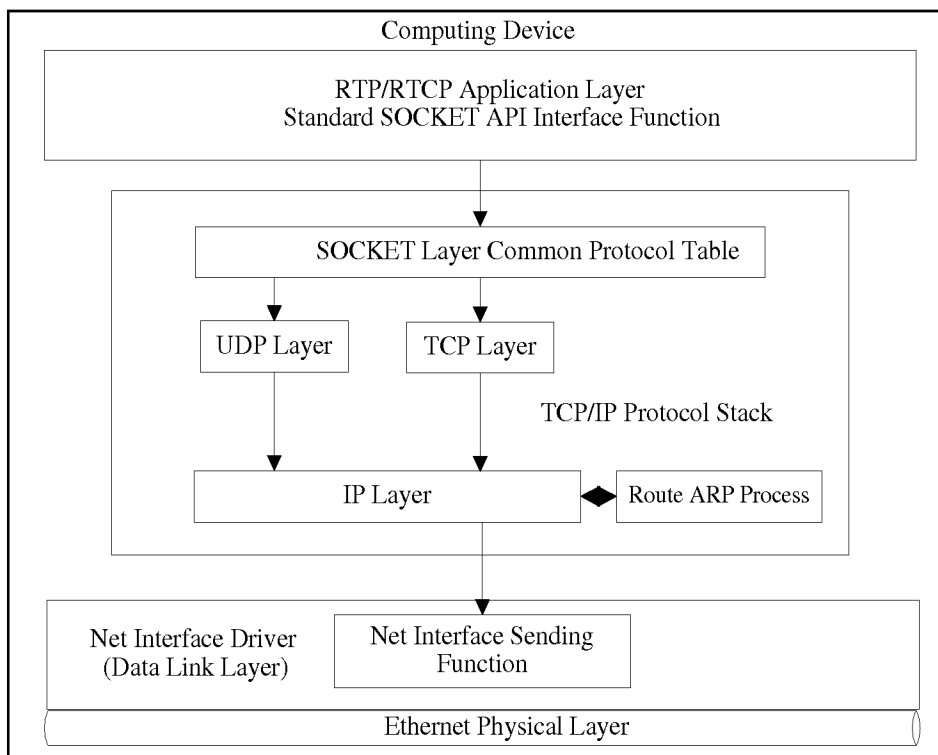 Computing Device
RTP/RTCP Application Layer
Standard SOCKET API Interface Function
SOCKET Layer Common Protocol Table
UDP Layer
TCP Layer
TCP/IP Protocol Stack
IP Layer
Route ARP Process
Net Interface Driver
(Data Link Layer)
Net Interface Sending
Function
Ethernet Physical Layer